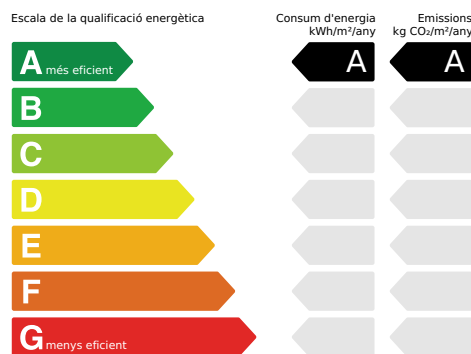 Escala de la qualificació energètica
Consum d'energia
kWh/m²/any
Emissions
kg CO₂/m²/any
A més eficient
A
A
B
C
D
E
F
G menys eficient